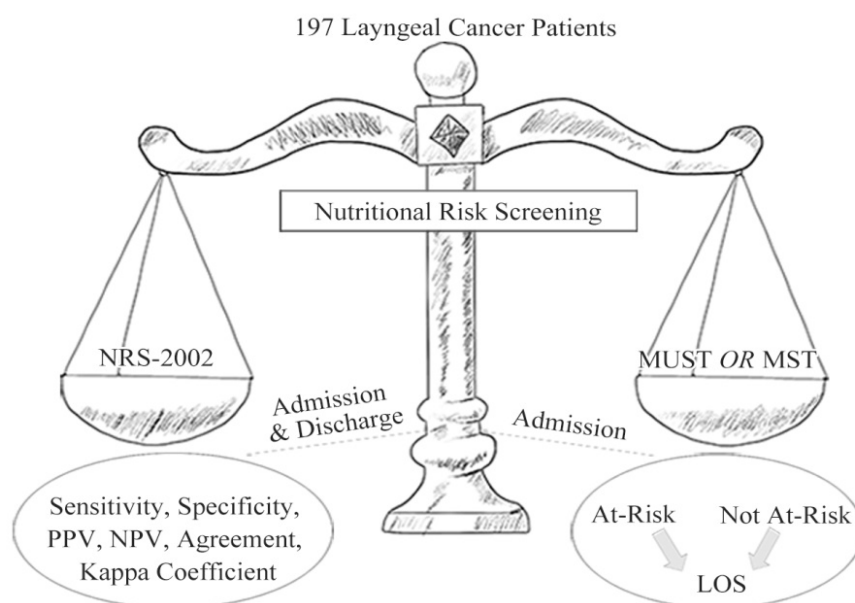 197 Layngeal Cancer Patients
Nutritional Risk Screening
NRS-2002
MUST OR MST
Admission
& Discharge
Admission
Sensitivity, Specificity,
PPV, NPV, Agreement,
Kappa Coefficient
At-Risk
Not At-Risk
LOS